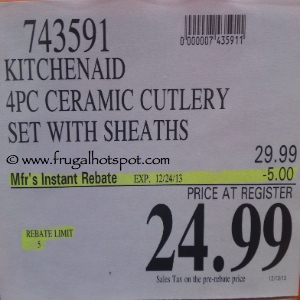 743591
0000007435911
KITCHENAID
4PC CERAMIC CUTLERY
SET WITH SHEATHS
www.frugalhotspot.com
29.99
Mfr's Instant Rebate EXP. 12/24/13 -5.00
PRICE AT REGISTER
REBATE LIMIT
5
24.99
Sales Tax on the pre-rebate price